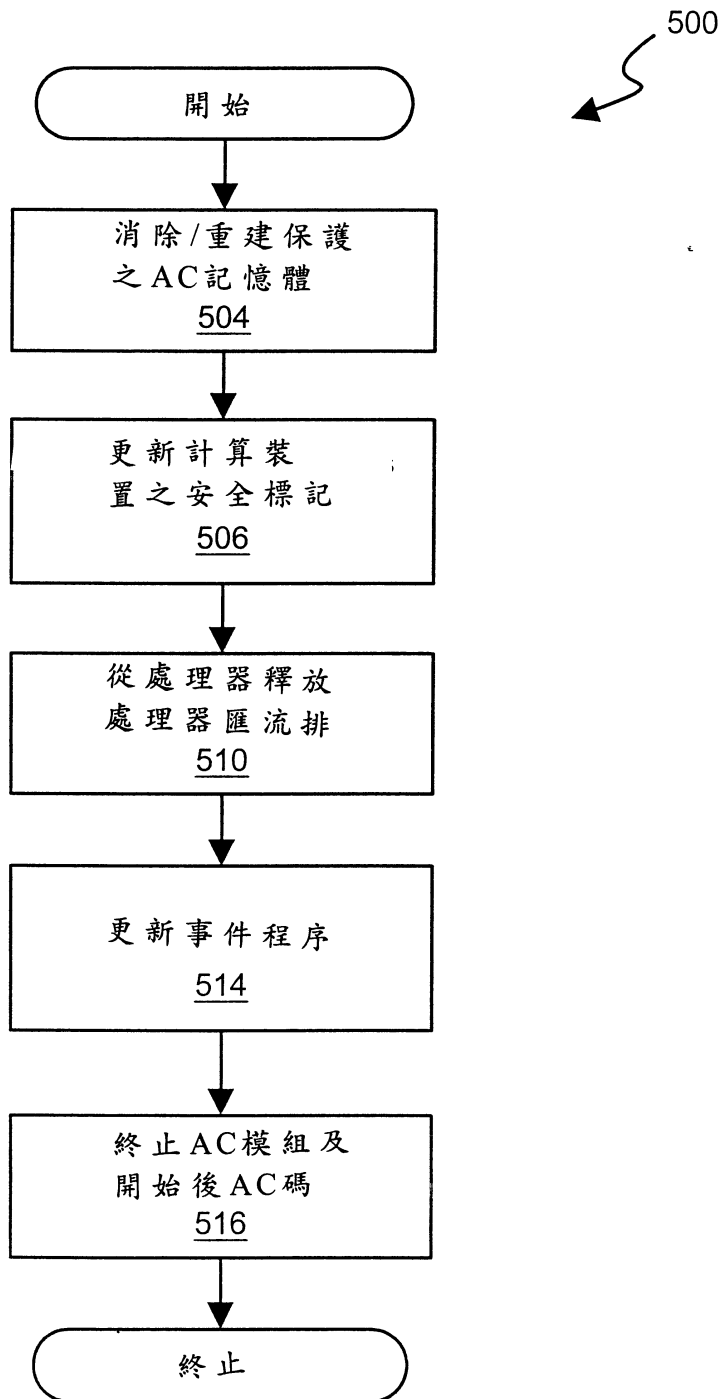 500
開始
消除/重建保護
之AC記憶體
504
更新計算裝
置之安全標記
506
從處理器釋放
處理器匯流排
510
更新事件程序
514
終止AC模組及
開始後AC碼
516
終止